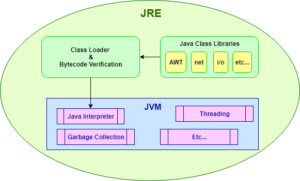 JRE
Class Loader
&
Bytecode Verification
Java Class Libraries
AWT
net
i/o
etc...
JVM
Java Interpreter
Threading
Garbage Collection
Etc...